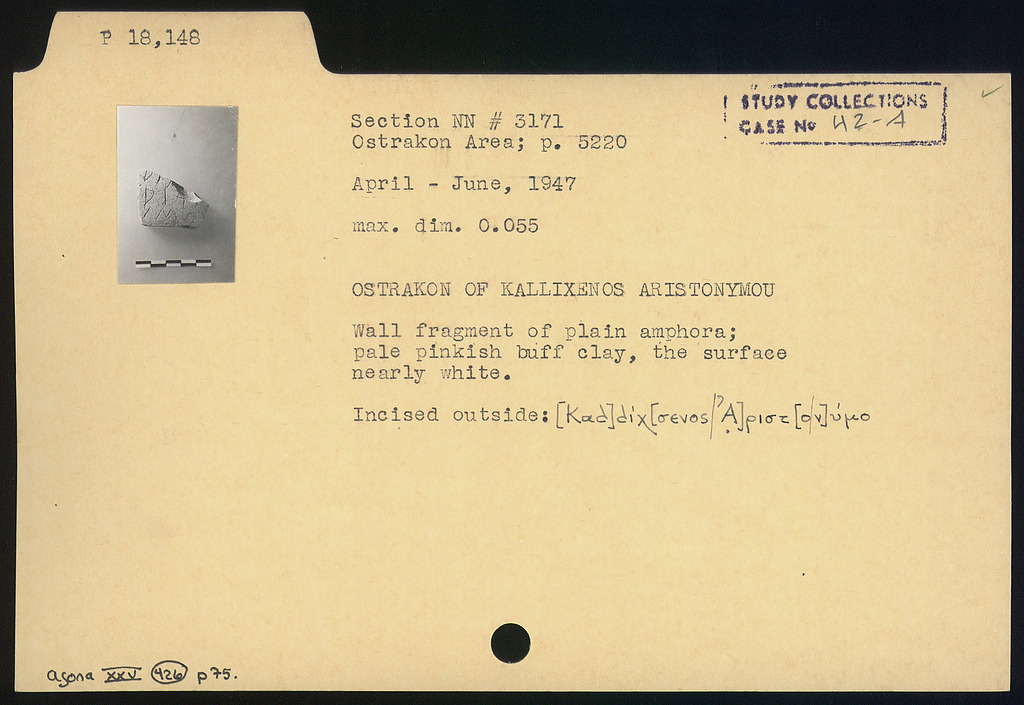 P 18,148
STUDY COLLECTIONS
CASE No 42-A
Section NN # 3171
Ostrakon Area; p. 5220
April - June, 1947
max. dim. 0.055
OSTRAKON OF KALLIXENOS ARISTONYMOU
Wall fragment of plain amphora;
pale pinkish buff clay, the surface
nearly white.
Incised outside: [Καλ]λίχ[σενος/Ἀ̣]ριστ[ο/ν]ύμο
Agora XXV 426 p75.